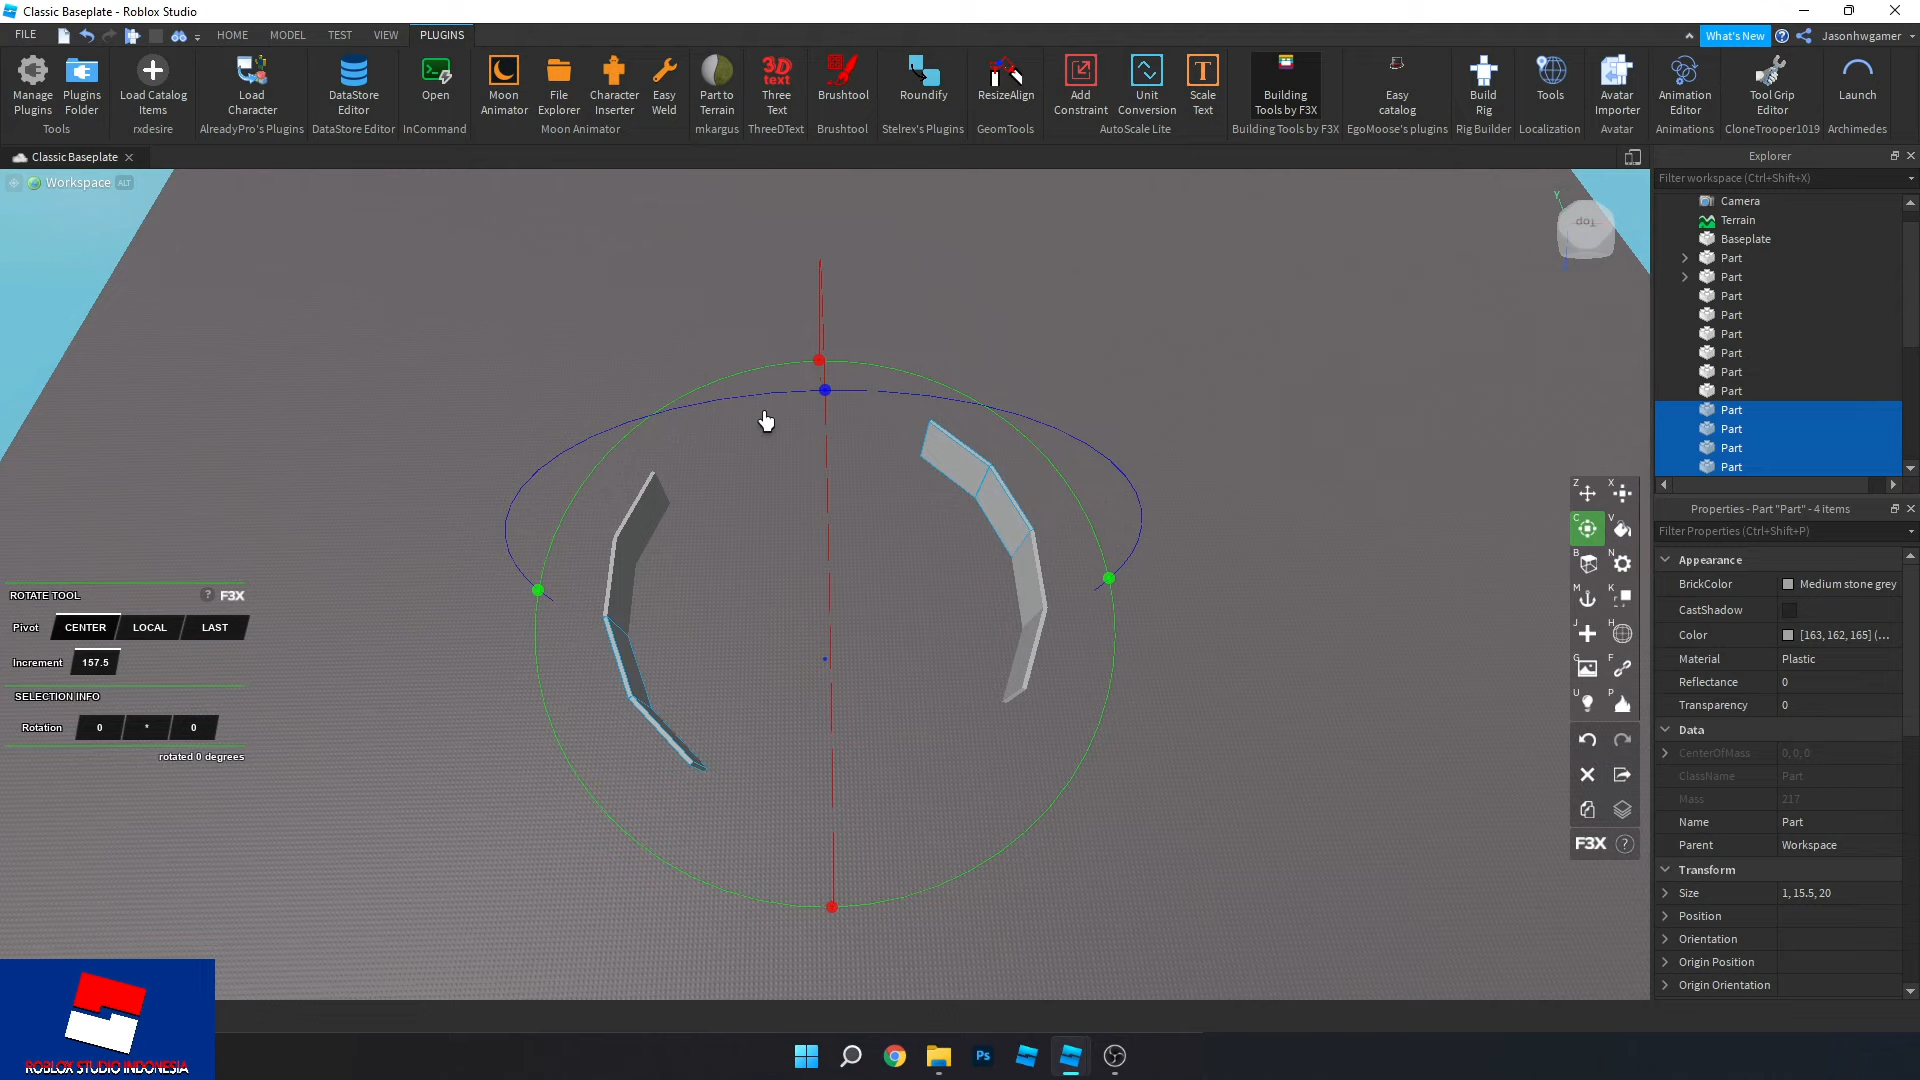 Classic Baseplate - Roblox Studio
FILE HOME MODEL TEST VIEW PLUGINS What's New Jasonhwgamer
Manage Plugins
Plugins Folder
Tools
Load Catalog Items
rxdesire
Load Character
AlreadyPro's Plugins
DataStore Editor
DataStore Editor
Open
InCommand
Moon Animator
File Explorer
Character Inserter
Easy Weld
Moon Animator
Part to Terrain
mkargus
3D text
Three Text
ThreeDText
Brushtool
Brushtool
Roundify
Stelrex's Plugins
ResizeAlign
GeomTools
Add Constraint
Unit Conversion
T
Scale Text
AutoScale Lite
Building Tools by F3X
Building Tools by F3X
Easy catalog
EgoMoose's plugins
Build Rig
Rig Builder
Tools
Localization
Avatar Importer
Avatar
Animation Editor
Animations
Tool Grip Editor
CloneTrooper1019
Launch
Archimedes
Classic Baseplate
Workspace ALT
Y
Top
ROTATE TOOL ? F3X
Pivot CENTER LOCAL LAST
Increment 157.5
SELECTION INFO
Rotation 0 * 0
rotated 0 degrees
Z X
C V
B N
M K
J H
G F
U P
F3X ?
Explorer
Filter workspace (Ctrl+Shift+X)
Camera
Terrain
Baseplate
Part
Part
Part
Part
Part
Part
Part
Part
Part
Part
Part
Part
Properties - Part "Part" - 4 items
Filter Properties (Ctrl+Shift+P)
Appearance
BrickColor Medium stone grey
CastShadow
Color [163, 162, 165] (...
Material Plastic
Reflectance 0
Transparency 0
Data
CenterOfMass 0, 0, 0
ClassName Part
Mass 217
Name Part
Parent Workspace
Transform
Size 1, 15.5, 20
Position
Orientation
Origin Position
Origin Orientation
ROBLOX STUDIO INDONESIA
Ps